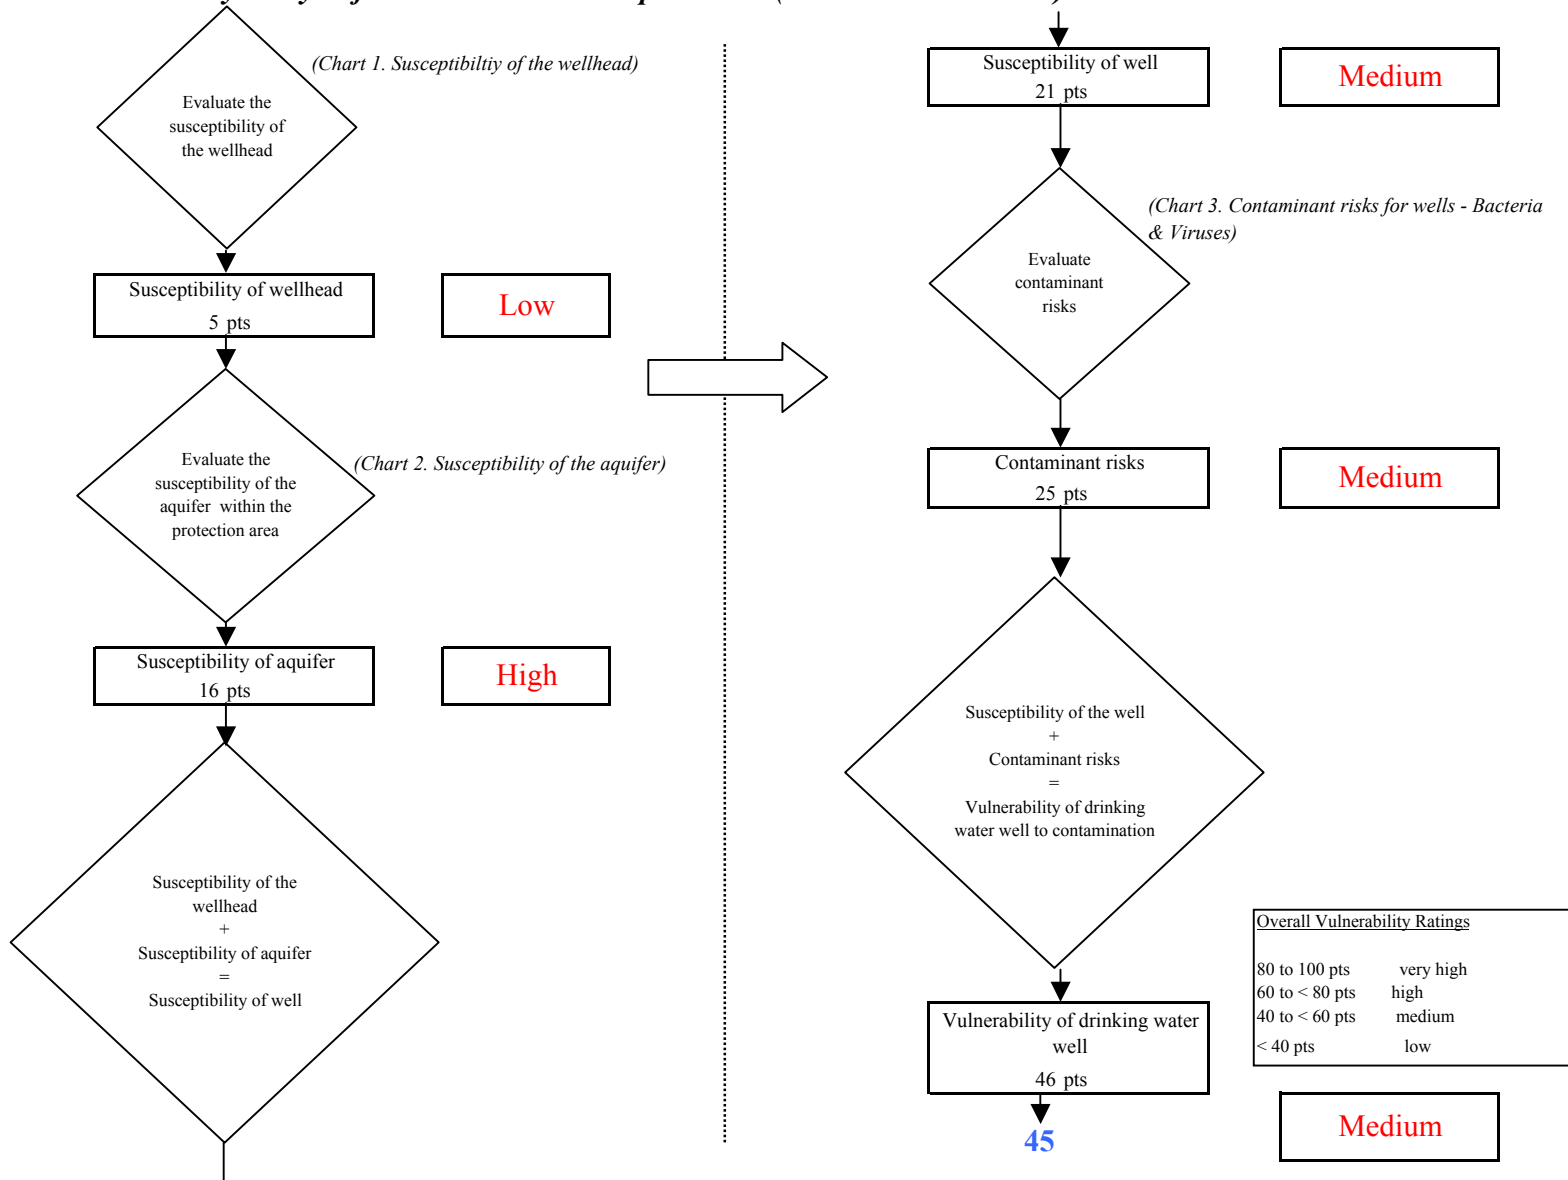 (Chart 1. Susceptibiltiy of the wellhead)
Evaluate the
susceptibility of
the wellhead
Susceptibility of wellhead
5 pts
Low
Evaluate the
susceptibility of the
aquifer within the
protection area
(Chart 2. Susceptibility of the aquifer)
Susceptibility of aquifer
16 pts
High
Susceptibility of the
wellhead
+
Susceptibility of aquifer
=
Susceptibility of well
Susceptibility of well
21 pts
Medium
(Chart 3. Contaminant risks for wells - Bacteria
& Viruses)
Evaluate
contaminant
risks
Contaminant risks
25 pts
Medium
Susceptibility of the well
+
Contaminant risks
=
Vulnerability of drinking
water well to contamination
Overall Vulnerability Ratings
80 to 100 pts very high
60 to < 80 pts high
40 to < 60 pts medium
< 40 pts low
Vulnerability of drinking water
well
46 pts
45
Medium